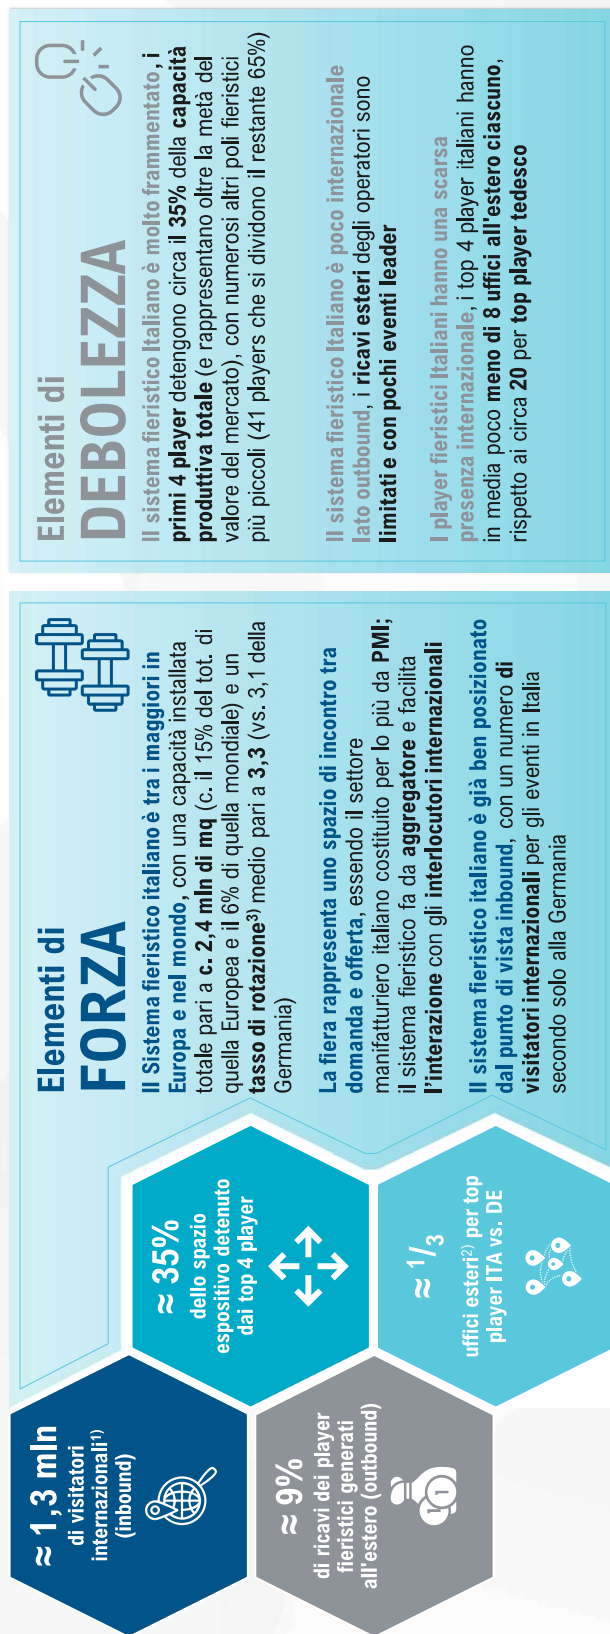 ≈ 1,3 mln
di visitatori
internazionali1)
(inbound)
≈ 9%
di ricavi dei player
fieristici generati
all'estero (outbound)
≈ 35%
dello spazio
espositivo detenuto
dai top 4 player
≈ 1/3
uffici esteri2) per top
player ITA vs. DE
Elementi di
FORZA
Il Sistema fieristico italiano è tra i maggiori in
Europa e nel mondo, con una capacità installata
totale pari a c. 2,4 mln di mq (c. il 15% del tot. di
quella Europea e il 6% di quella mondiale) e un
tasso di rotazione3) medio pari a 3,3 (vs. 3,1 della
Germania)
La fiera rappresenta uno spazio di incontro tra
domanda e offerta, essendo il settore
manifatturiero italiano costituito per lo più da PMI;
il sistema fieristico fa da aggregatore e facilita
l’interazione con gli interlocutori internazionali
Il sistema fieristico italiano è già ben posizionato
dal punto di vista inbound, con un numero di
visitatori internazionali per gli eventi in Italia
secondo solo alla Germania
Elementi di
DEBOLEZZA
Il sistema fieristico Italiano è molto frammentato, i
primi 4 player detengono circa il 35% della capacità
produttiva totale (e rappresentano oltre la metà del
valore del mercato), con numerosi altri poli fieristici
più piccoli (41 players che si dividono il restante 65%)
Il sistema fieristico Italiano è poco internazionale
lato outbound, i ricavi esteri degli operatori sono
limitati e con pochi eventi leader
I player fieristici Italiani hanno una scarsa
presenza internazionale, i top 4 player italiani hanno
in media poco meno di 8 uffici all'estero ciascuno,
rispetto ai circa 20 per top player tedesco